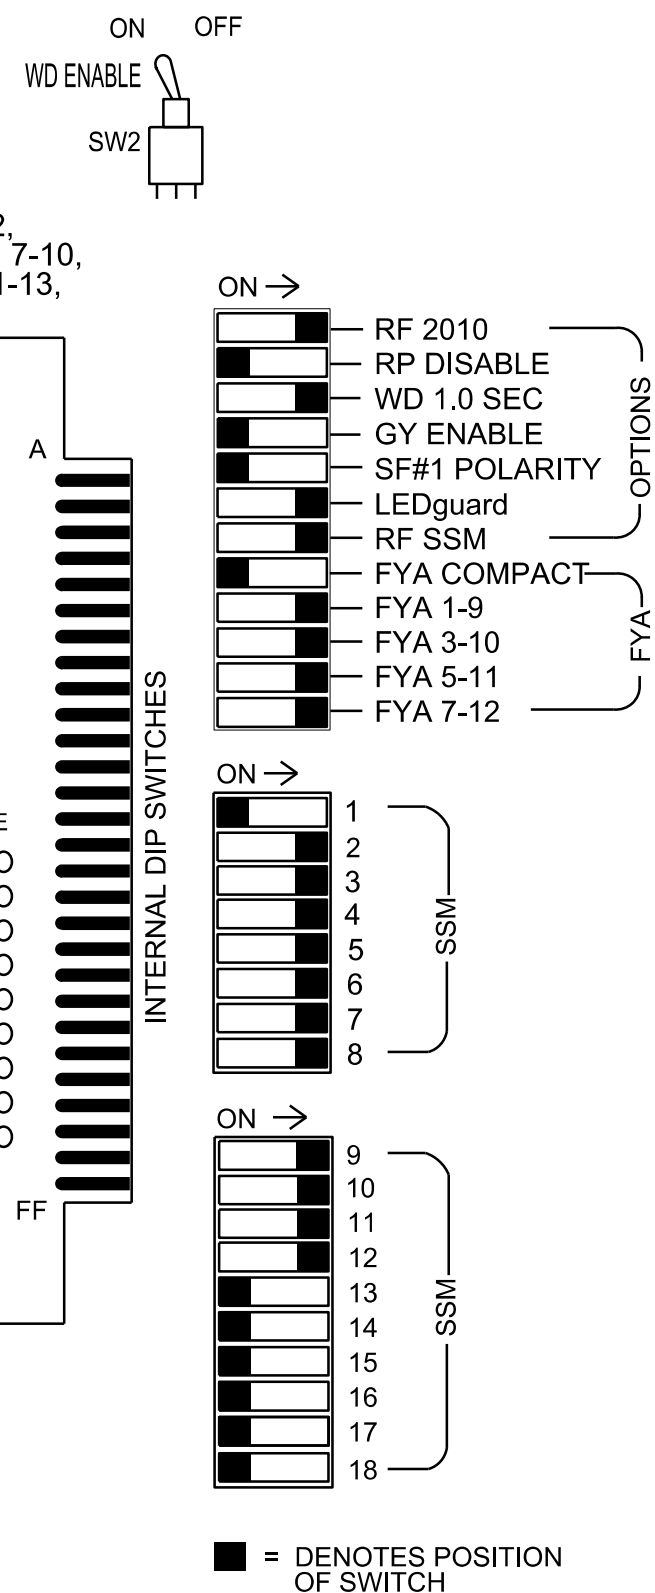 ON OFF
WD ENABLE
SW2
2,
7-10,
1-13,
ON
RF 2010
RP DISABLE
WD 1.0 SEC
GY ENABLE
SF#1 POLARITY
LEDguard
RF SSM
FYA COMPACT
FYA 1-9
FYA 3-10
FYA 5-11
FYA 7-12
OPTIONS
FYA
A
FF
E
INTERNAL DIP SWITCHES
ON
1
2
3
4
5
6
7
8
SSM
ON
9
10
11
12
13
14
15
16
17
18
SSM
= DENOTES POSITION
OF SWITCH